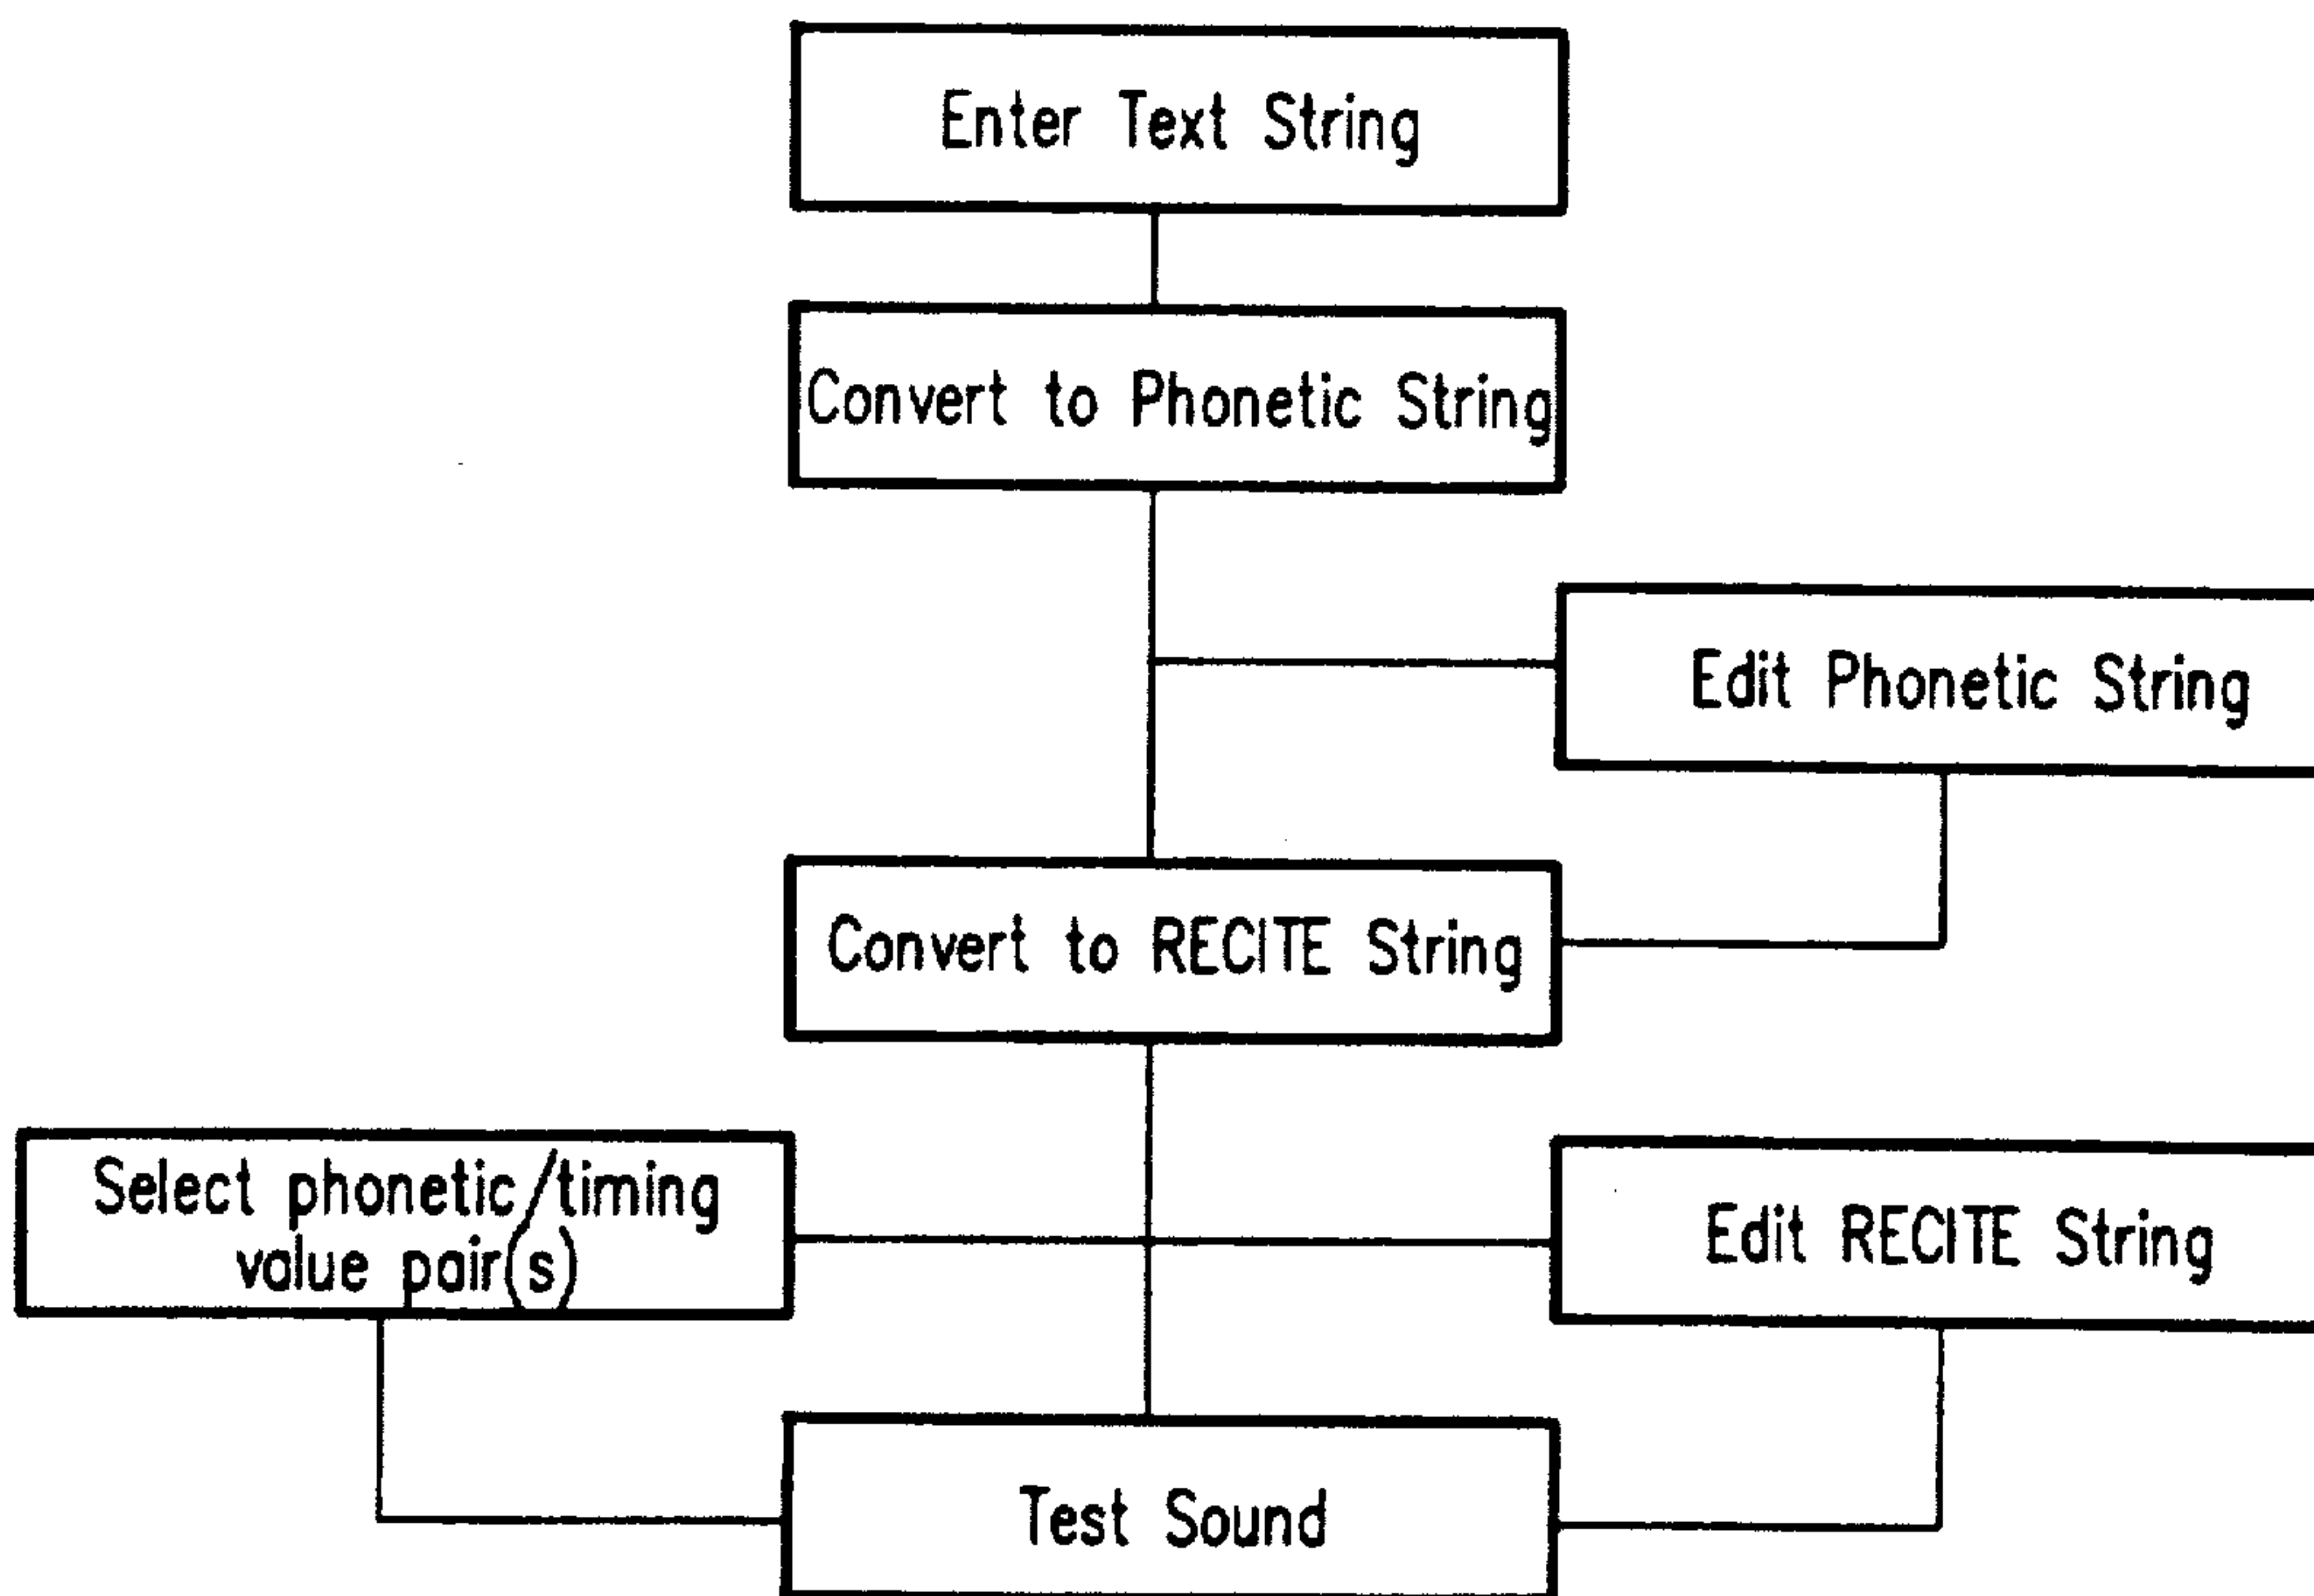 Enter Text String
Convert to Phonetic String
Edit Phonetic String
Convert to RECITE String
Select phonetic/timing
value pair(s)
Edit RECITE String
Test Sound